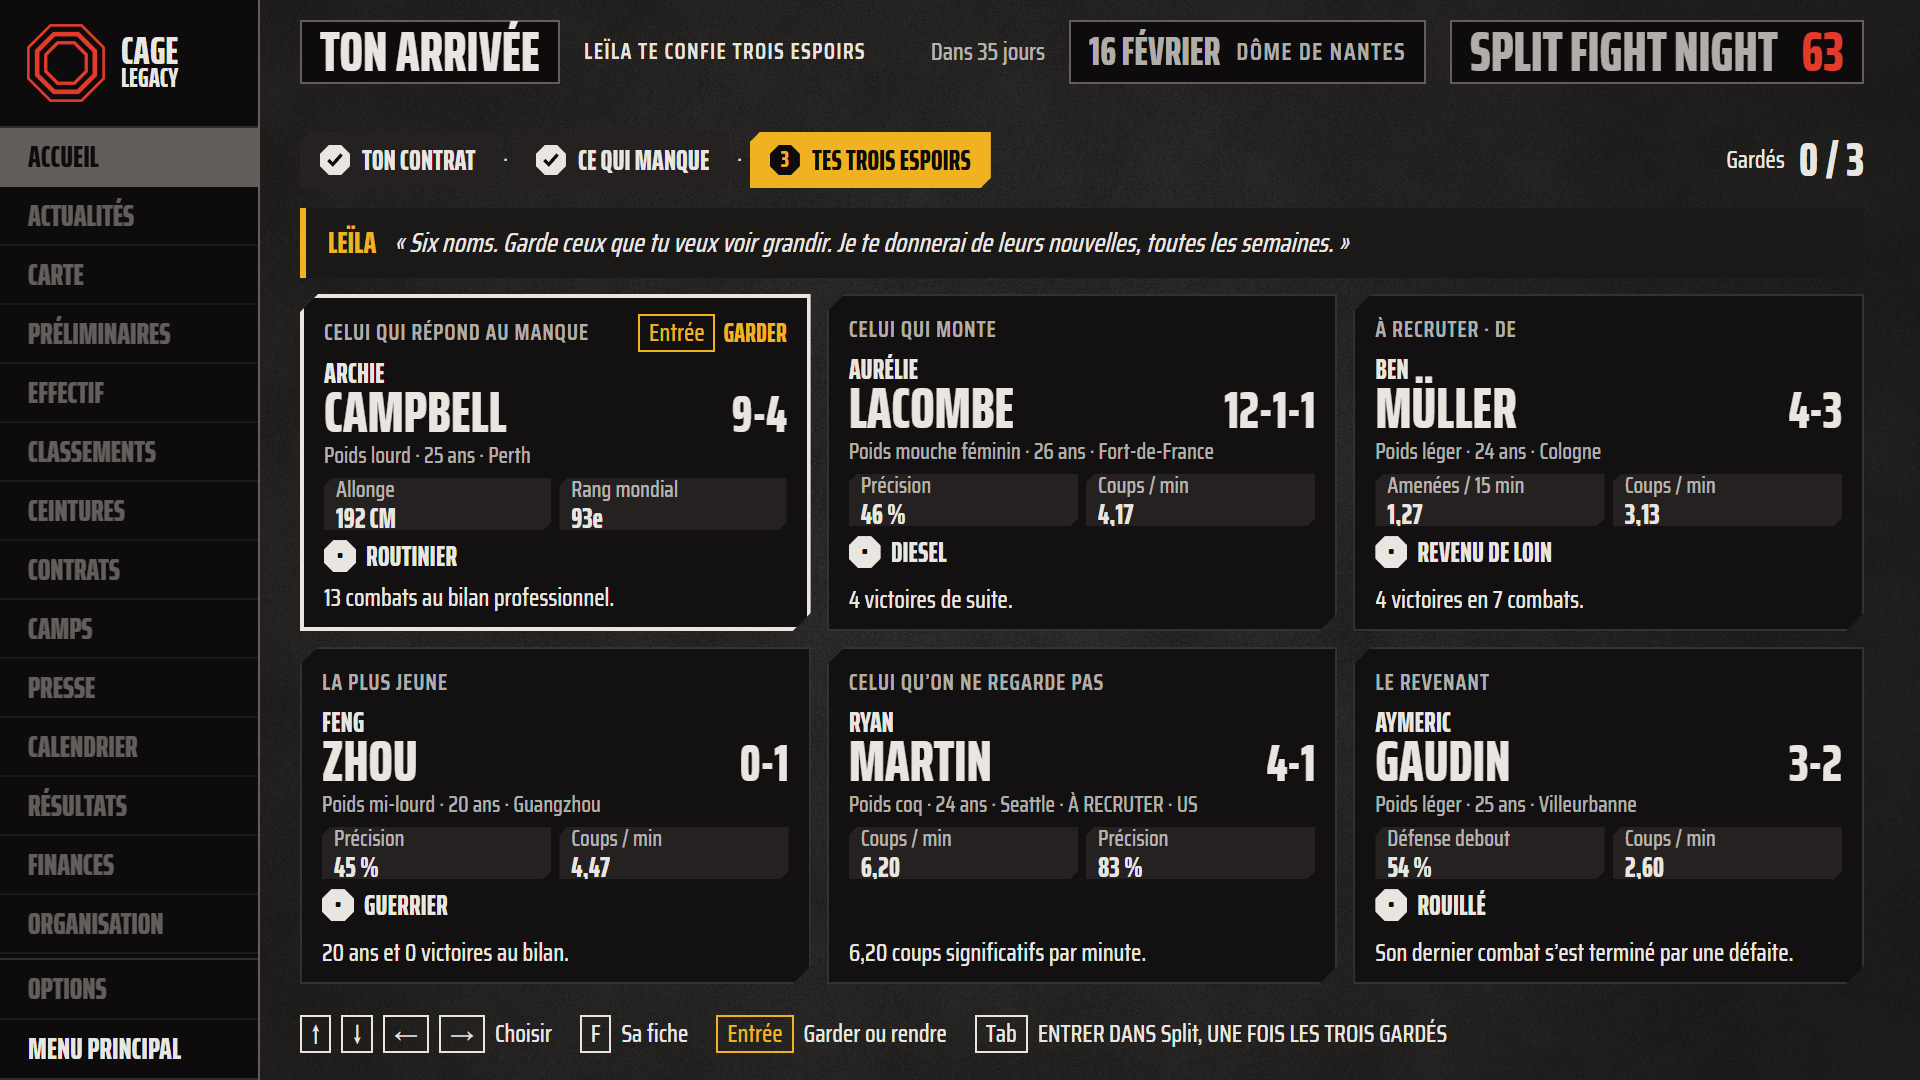 CAGE
LEGACY
TON ARRIVÉE
LEÏLA TE CONFIE TROIS ESPOIRS
Dans 35 jours
16 FÉVRIER DÔME DE NANTES
SPLIT FIGHT NIGHT 63
ACCUEIL
ACTUALITÉS
CARTE
PRÉLIMINAIRES
EFFECTIF
CLASSEMENTS
CEINTURES
CONTRATS
CAMPS
PRESSE
CALENDRIER
RÉSULTATS
FINANCES
ORGANISATION
OPTIONS
MENU PRINCIPAL
TON CONTRAT · CE QUI MANQUE · 3 TES TROIS ESPOIRS
Gardés 0 / 3
LEÏLA « Six noms. Garde ceux que tu veux voir grandir. Je te donnerai de leurs nouvelles, toutes les semaines. »
CELUI QUI RÉPOND AU MANQUE Entrée GARDER
ARCHIE
CAMPBELL 9-4
Poids lourd · 25 ans · Perth
Allonge Rang mondial
192 CM 93e
ROUTINIER
13 combats au bilan professionnel.
CELUI QUI MONTE
AURÉLIE
LACOMBE 12-1-1
Poids mouche féminin · 26 ans · Fort-de-France
Précision Coups / min
46 % 4,17
DIESEL
4 victoires de suite.
À RECRUTER · DE
BEN
MÜLLER 4-3
Poids léger · 24 ans · Cologne
Amenées / 15 min Coups / min
1,27 3,13
REVENU DE LOIN
4 victoires en 7 combats.
LA PLUS JEUNE
FENG
ZHOU 0-1
Poids mi-lourd · 20 ans · Guangzhou
Précision Coups / min
45 % 4,47
GUERRIER
20 ans et 0 victoires au bilan.
CELUI QU’ON NE REGARDE PAS
RYAN
MARTIN 4-1
Poids coq · 24 ans · Seattle · À RECRUTER · US
Coups / min Précision
6,20 83 %
6,20 coups significatifs par minute.
LE REVENANT
AYMERIC
GAUDIN 3-2
Poids léger · 25 ans · Villeurbanne
Défense debout Coups / min
54 % 2,60
ROUILLÉ
Son dernier combat s’est terminé par une défaite.
↑ ↓ ← → Choisir F Sa fiche Entrée Garder ou rendre Tab ENTRER DANS Split, UNE FOIS LES TROIS GARDÉS